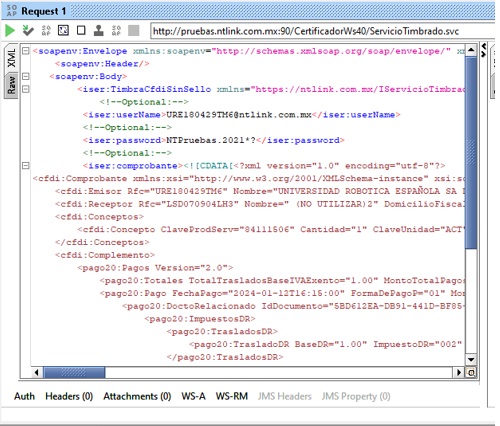 SO AP Request 1
http://pruebas.ntlink.com.mx:90/CertificadorWs40/ServicioTimbrado.svc
XML
Raw
<soapenv:Envelope xmlns:soapenv="http://schemas.xmlsoap.org/soap/envelope/" x
<soapenv:Header/>
<soapenv:Body>
<iser:TimbraCfdiSinSello xmlns="https://ntlink.com.mx/IServicioTimbrad
<!--Optional:-->
<iser:userName>URE180429TM6@ntlink.com.mx</iser:userName>
<!--Optional:-->
<iser:password>NTPruebas.2021*?</iser:password>
<!--Optional:-->
<iser:comprobante><![CDATA[<?xml version="1.0" encoding="utf-8"?>
<cfdi:Comprobante xmlns:xsi="http://www.w3.org/2001/XMLSchema-instance" xsi:sc
<cfdi:Emisor Rfc="URE180429TM6" Nombre="UNIVERSIDAD ROBOTICA ESPAÑOLA SA D
<cfdi:Receptor Rfc="LSD070904LH3" Nombre=" (NO UTILIZAR)2" DomicilioFiscal
<cfdi:Conceptos>
<cfdi:Concepto ClaveProdServ="84111506" Cantidad="1" ClaveUnidad="ACT"
</cfdi:Conceptos>
<cfdi:Complemento>
<pago20:Pagos Version="2.0">
<pago20:Totales TotalTrasladosBaseIVAExento="1.00" MontoTotalPagos
<pago20:Pago FechaPago="2024-01-12T16:15:00" FormaDePagoP="01" Mon
<pago20:DoctoRelacionado IdDocumento="5BD612EA-DB91-441D-BF85-
<pago20:ImpuestosDR>
<pago20:TrasladosDR>
<pago20:TrasladoDR BaseDR="1.00" ImpuestoDR="002"
</pago20:TrasladosDR>
Auth Headers (0) Attachments (0) WS-A WS-RM JMS Headers JMS Property (0)